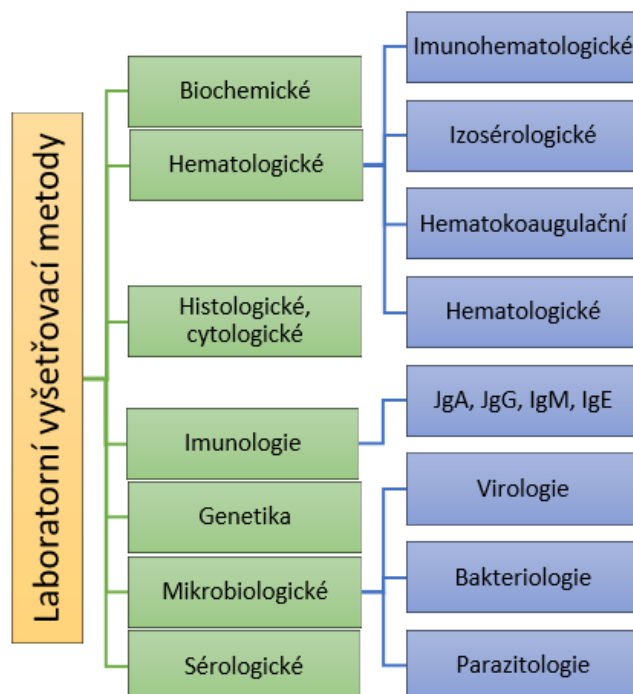 Laboratorní vyšetřovací metody
Biochemické
Hematologické
Imunohematologické
Izosérologické
Hematokoaugulační
Hematologické
Histologické,
cytologické
Imunologie
JgA, JgG, IgM, IgE
Genetika
Mikrobiologické
Virologie
Bakteriologie
Parazitologie
Sérologické